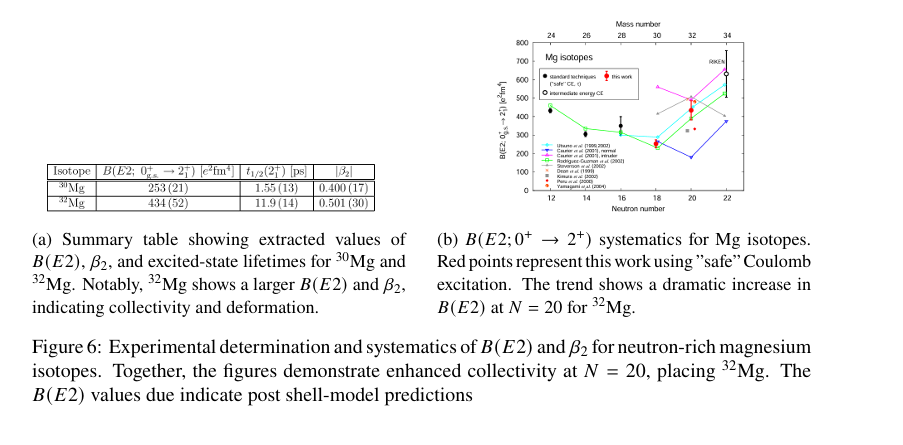 Isotope B(E2; 0⁺g.s. → 2⁺₁) [e²fm⁴] t₁/₂(2⁺₁) [ps] |β₂|
³⁰Mg 253 (21) 1.55 (13) 0.400 (17)
³²Mg 434 (52) 11.9 (14) 0.501 (30)
(a) Summary table showing extracted values of
B(E2), β₂, and excited-state lifetimes for ³⁰Mg and
³²Mg. Notably, ³²Mg shows a larger B(E2) and β₂,
indicating collectivity and deformation.
Mass number
24 26 28 30 32 34
B(E2; 0⁺g.s. → 2⁺₁) [e²fm⁴]
800
700
600
500
400
300
200
100
0
Mg isotopes
RIKEN
standard techniques this work
("safe" CE, τ)
intermediate energy CE
Utsuno et al. (1999,2002)
Caurier et al. (2001), normal
Caurier et al. (2001), intruder
Rodriguez-Guzman et al. (2002)
Stevenson et al. (2002)
Dean et al. (1999)
Kimura et al. (2002)
Peru et al. (2000)
Yamagami et al. (2004)
12 14 16 18 20 22
Neutron number
(b) B(E2; 0⁺ → 2⁺) systematics for Mg isotopes.
Red points represent this work using "safe" Coulomb
excitation. The trend shows a dramatic increase in
B(E2) at N = 20 for ³²Mg.
Figure 6: Experimental determination and systematics of B(E2) and β₂ for neutron-rich magnesium
isotopes. Together, the figures demonstrate enhanced collectivity at N = 20, placing ³²Mg. The
B(E2) values due indicate post shell-model predictions